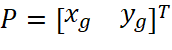 P = [x_g  y_g]^T